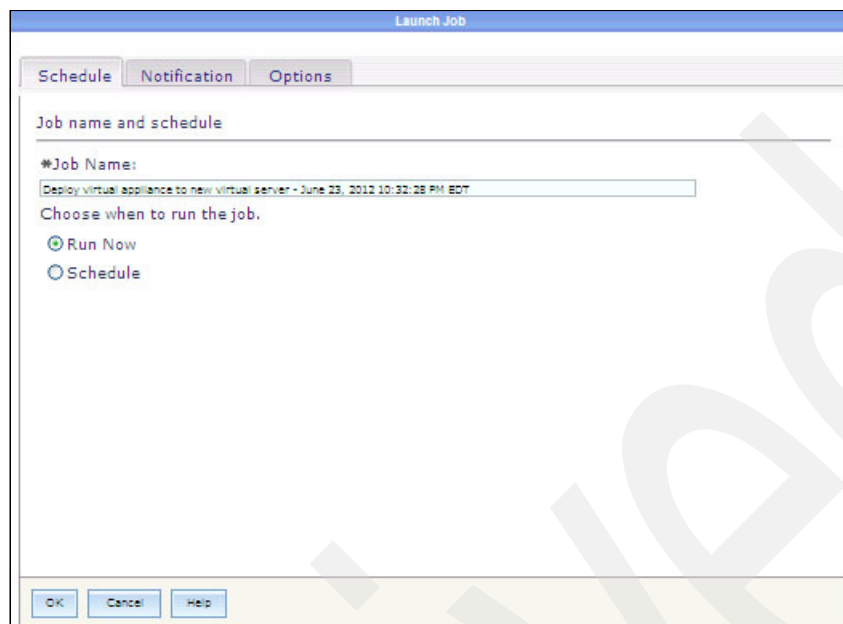 Launch Job
Schedule Notification Options
Job name and schedule
*Job Name:
Deploy virtual appliance to new virtual server - June 23, 2012 10:32:28 PM EDT
Choose when to run the job.
Run Now
Schedule
OK Cancel Help